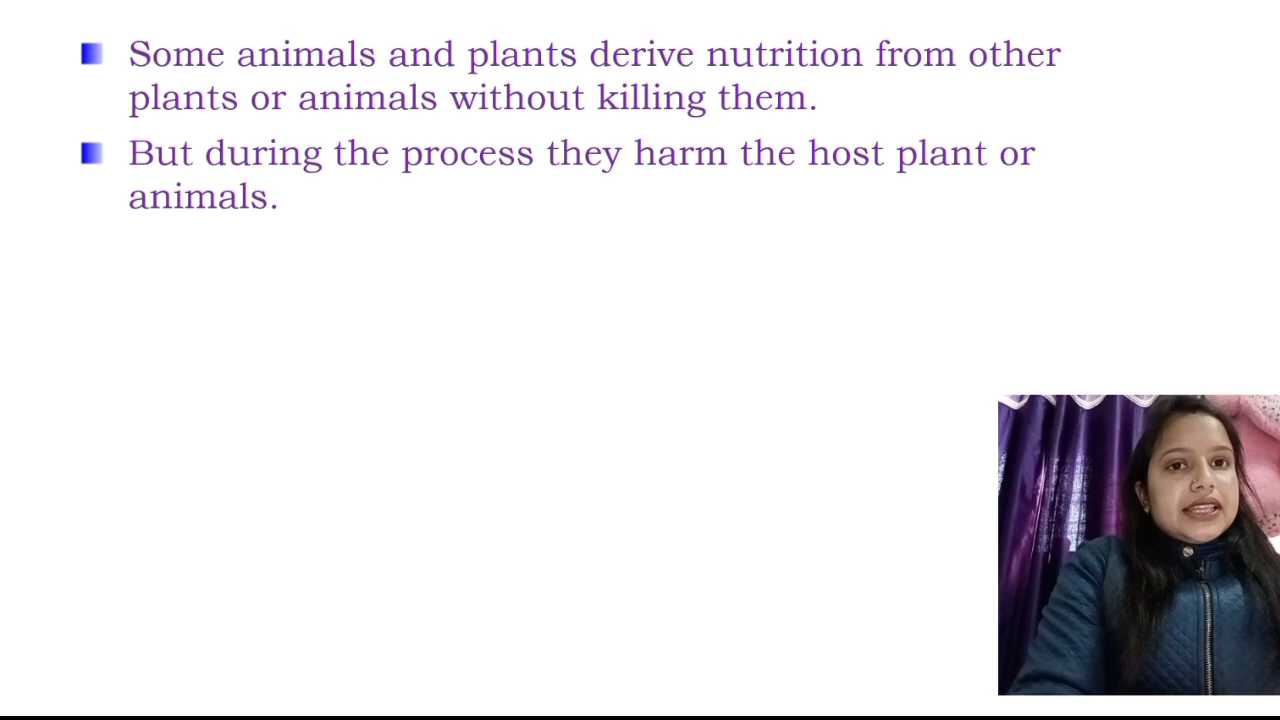 Some animals and plants derive nutrition from other
plants or animals without killing them.
But during the process they harm the host plant or
animals.